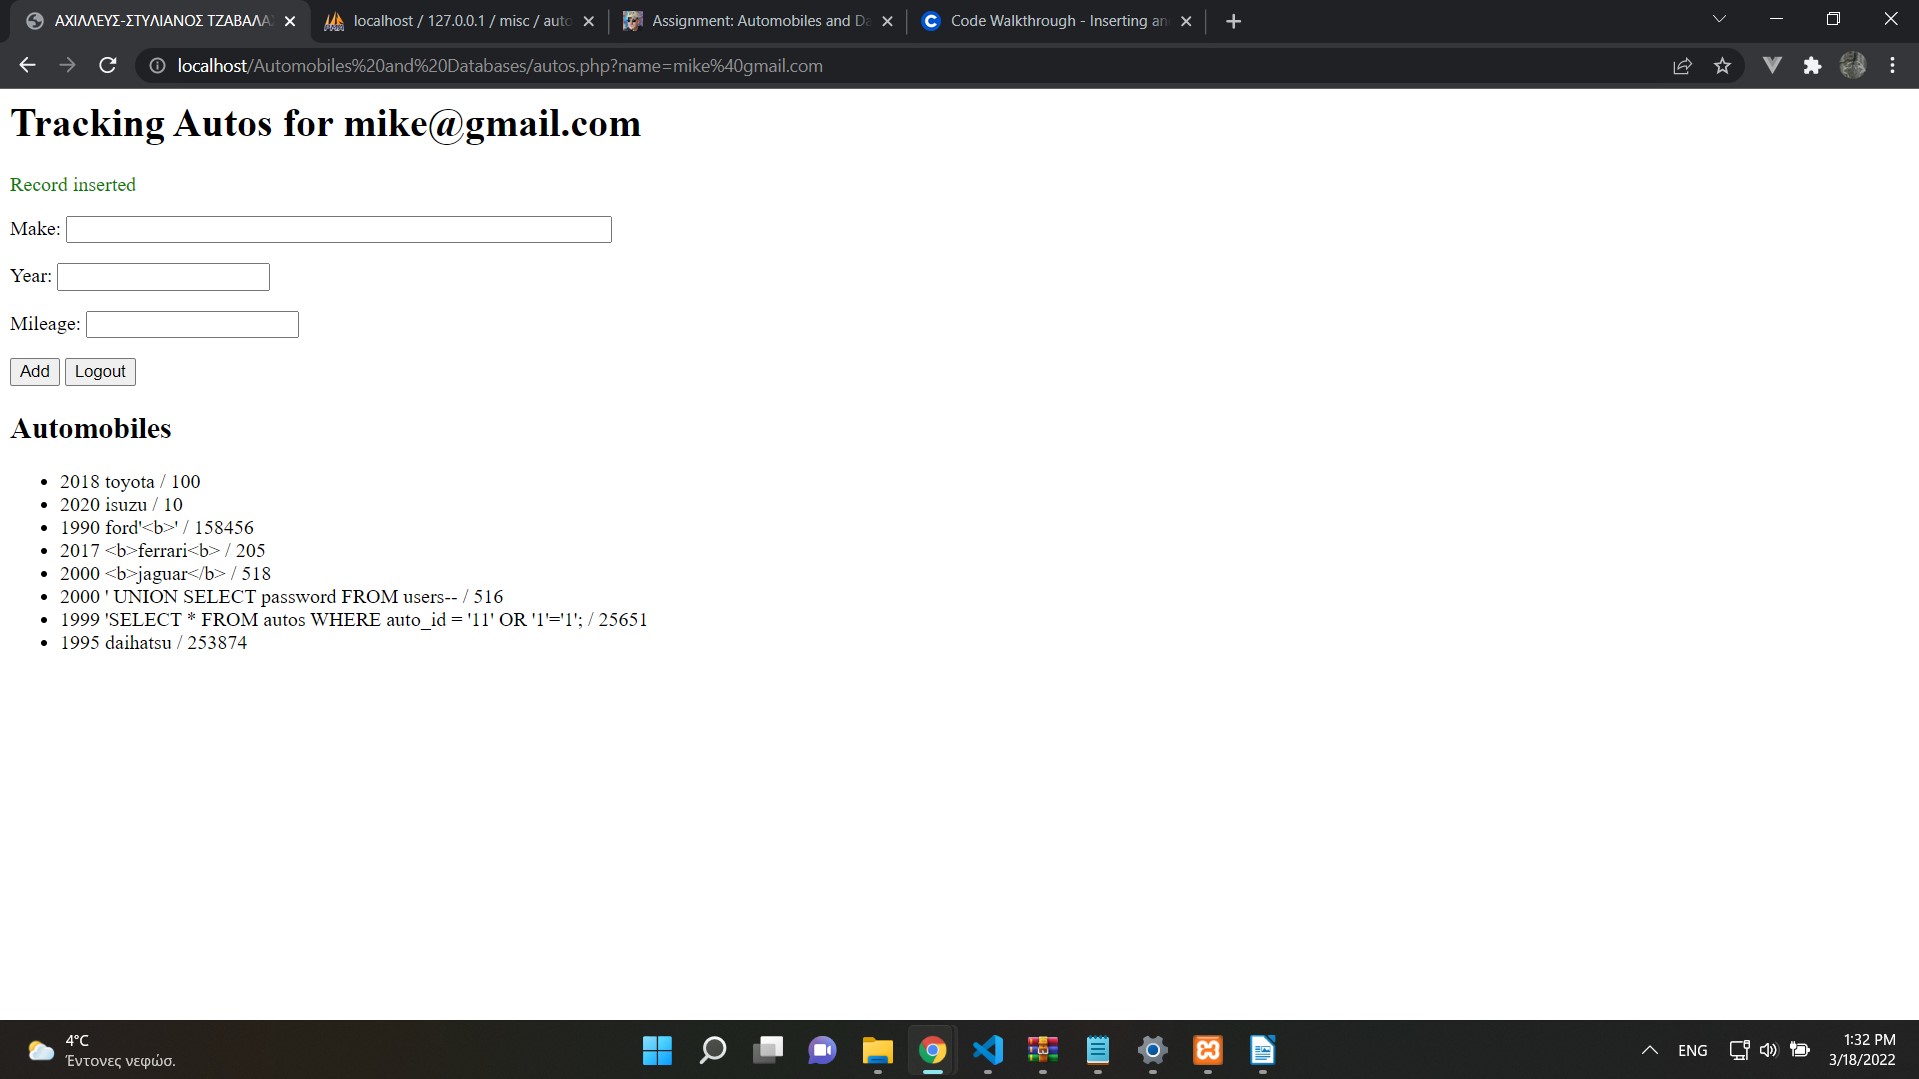 ΑΧΙΛΛΕΥΣ-ΣΤΥΛΙΑΝΟΣ ΤΖΑΒΑΛΑ
localhost / 127.0.0.1 / misc / auto
Assignment: Automobiles and Da
Code Walkthrough - Inserting an
localhost/Automobiles%20and%20Databases/autos.php?name=mike%40gmail.com
Tracking Autos for mike@gmail.com
Record inserted
Make:
Year:
Mileage:
Add Logout
Automobiles
2018 toyota / 100
2020 isuzu / 10
1990 ford'<b>' / 158456
2017 <b>ferrari<b> / 205
2000 <b>jaguar</b> / 518
2000 ' UNION SELECT password FROM users-- / 516
1999 'SELECT * FROM autos WHERE auto_id = '11' OR '1'='1'; / 25651
1995 daihatsu / 253874
4°C
Έντονες νεφώσ.
ENG
1:32 PM
3/18/2022